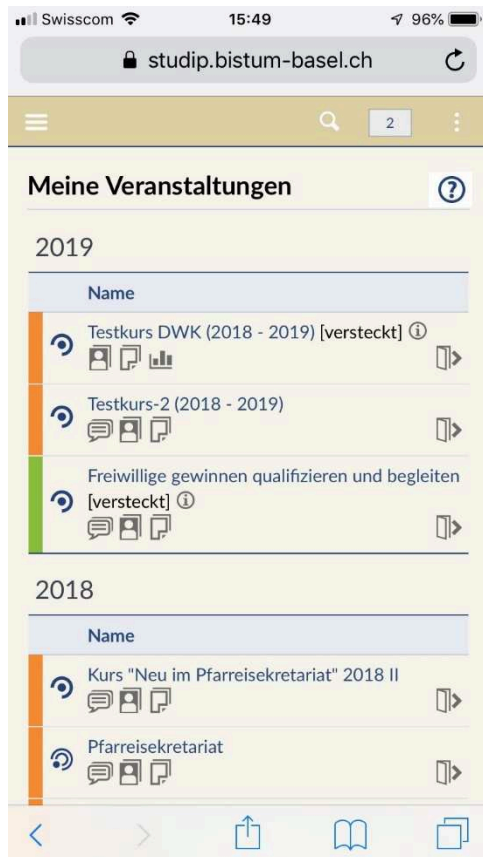 Swisscom 15:49 96%
studip.bistum-basel.ch
2
Meine Veranstaltungen
2019
Name
Testkurs DWK (2018 - 2019) [versteckt]
Testkurs-2 (2018 - 2019)
Freiwillige gewinnen qualifizieren und begleiten
[versteckt]
2018
Name
Kurs "Neu im Pfarreisekretariat" 2018 II
Pfarreisekretariat